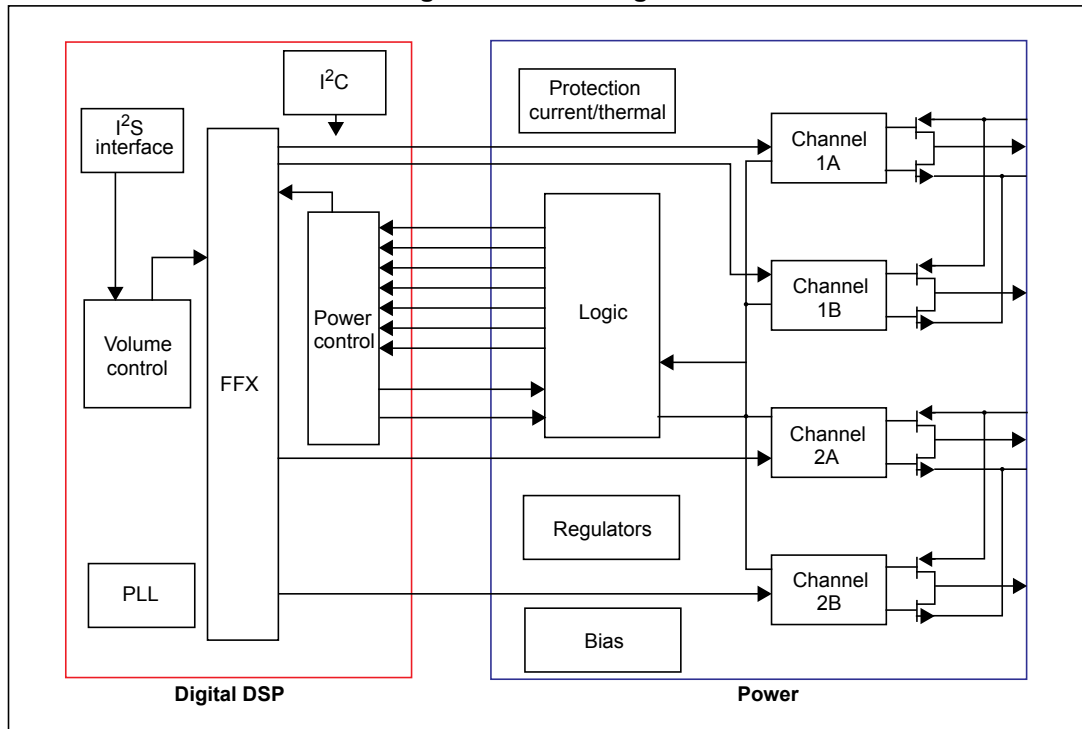 I²C
Protection
current/thermal
I²S
interface
Channel
1A
Channel
1B
Logic
Power
control
Volume
control
FFX
Channel
2A
Regulators
PLL
Channel
2B
Bias
Digital DSP
Power